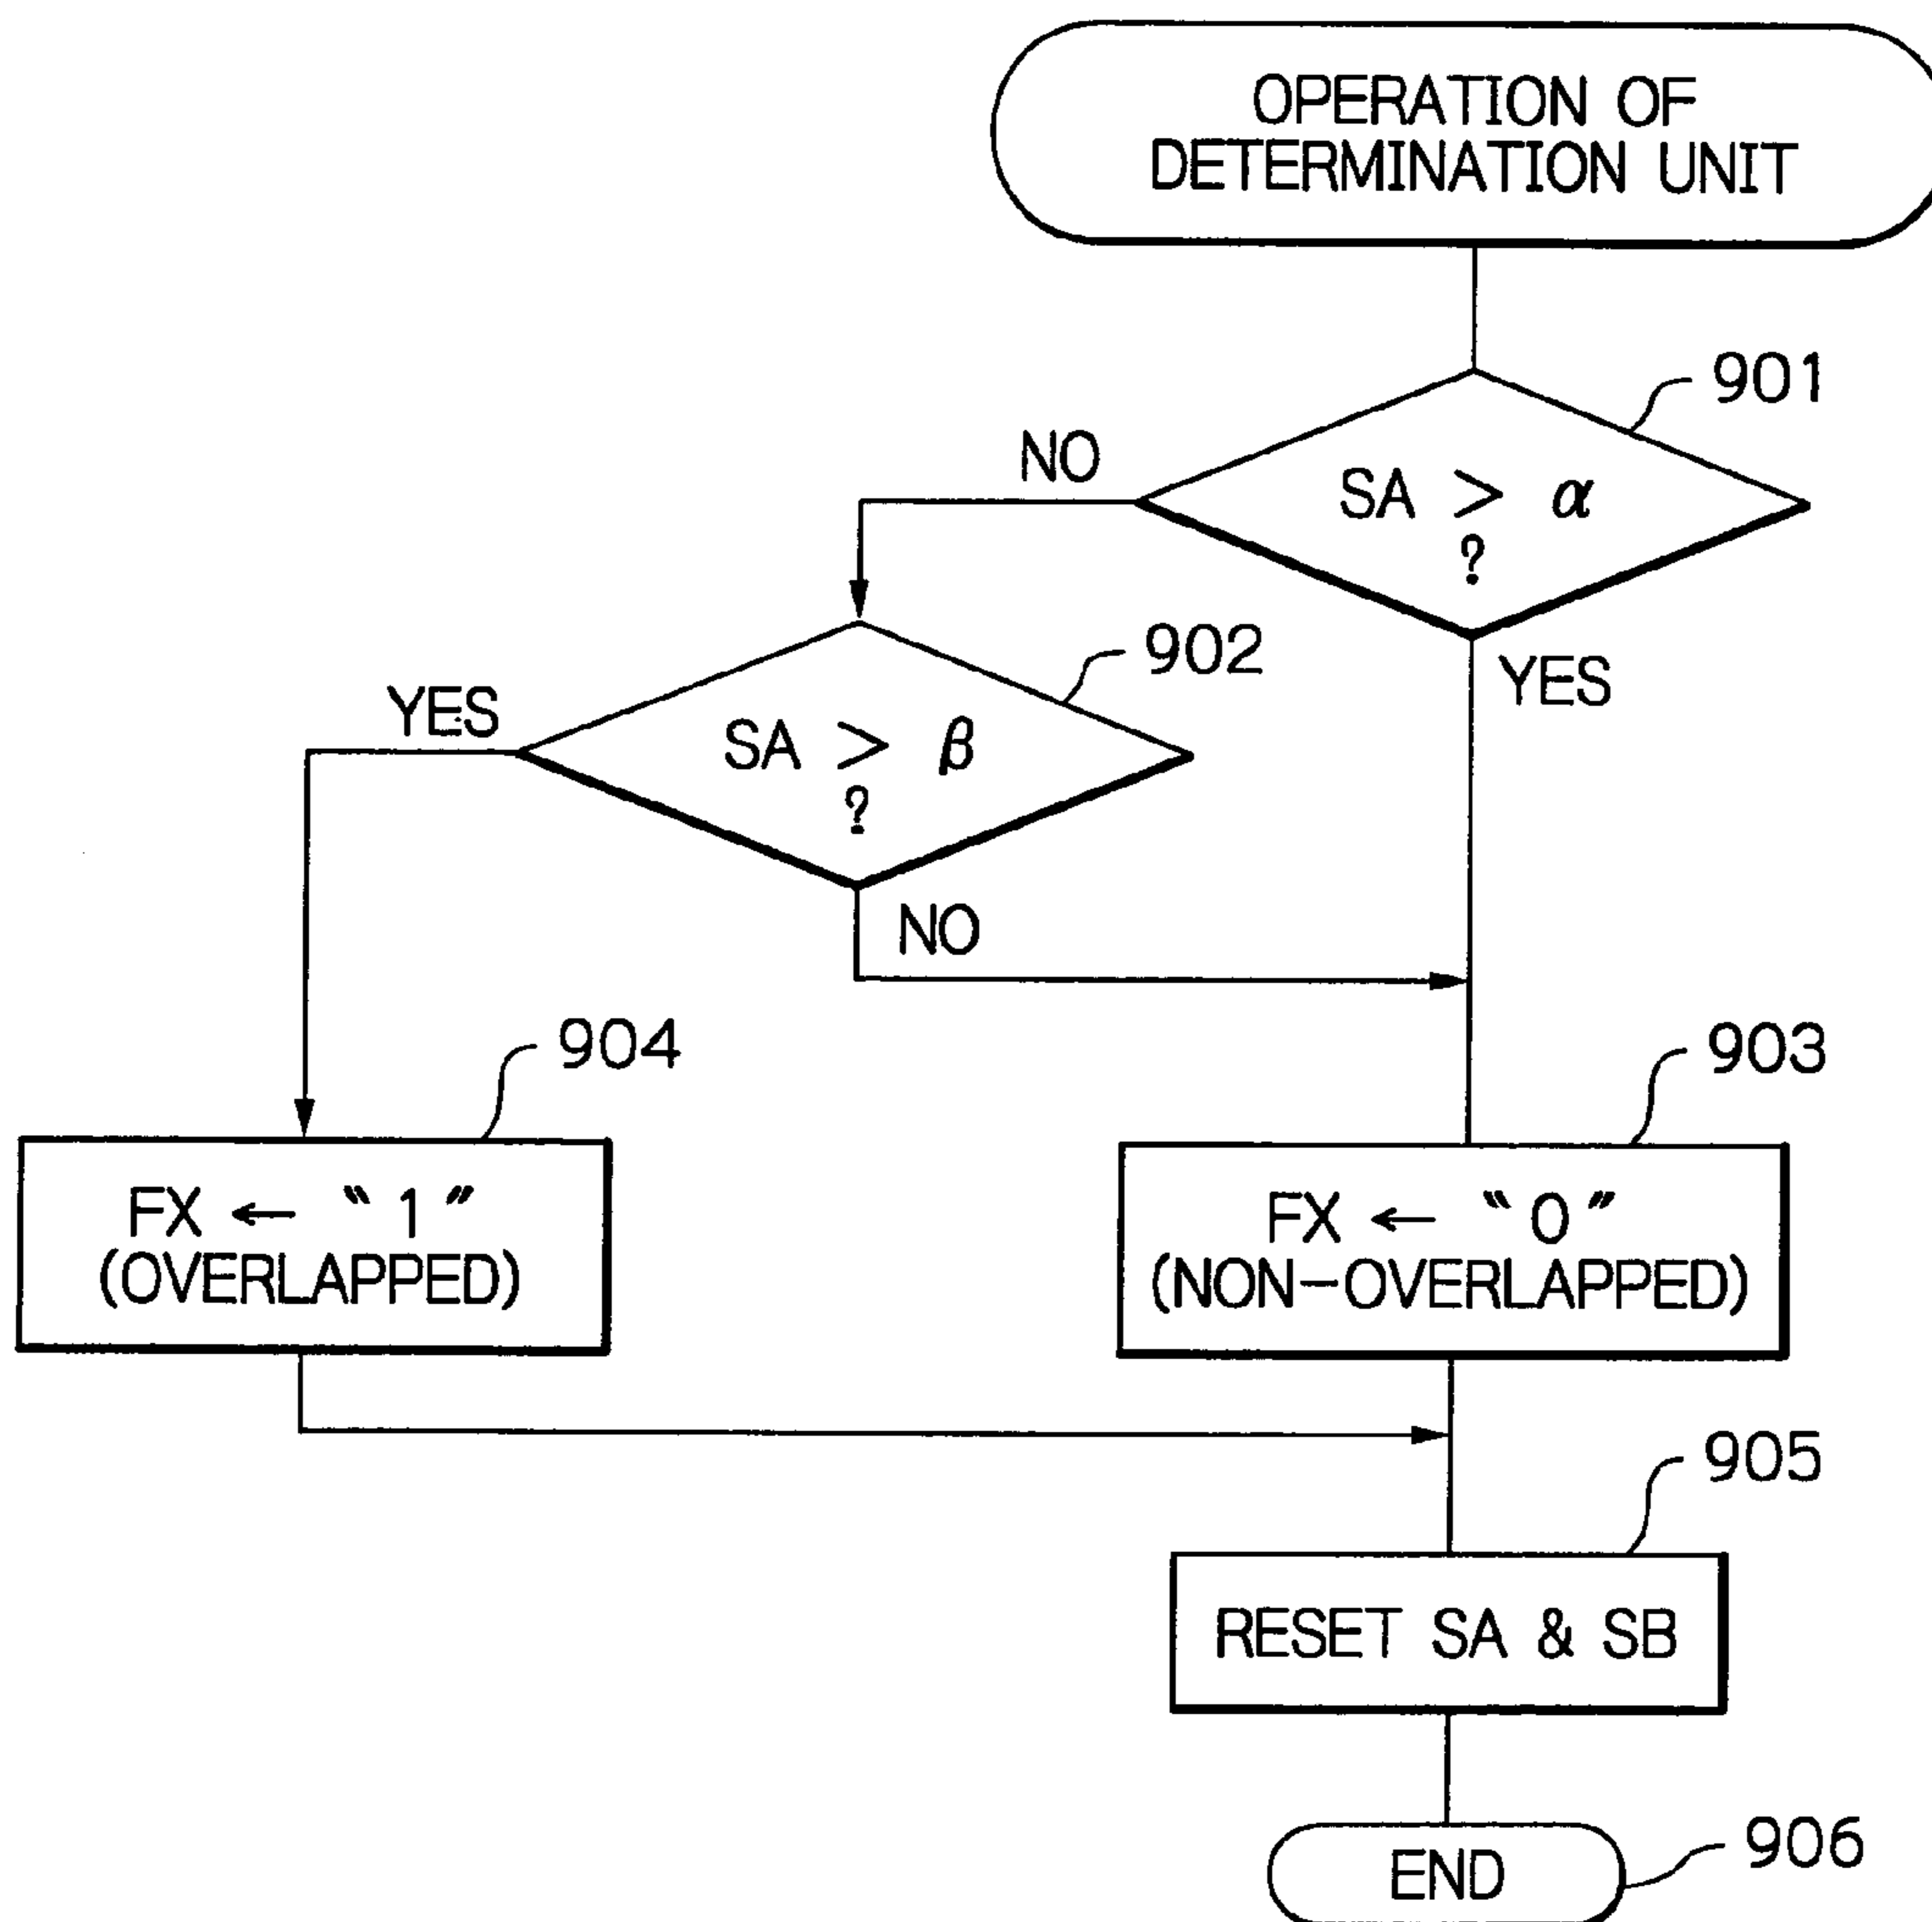 OPERATION OF
DETERMINATION UNIT
901
NO
SA > α
?
YES
902
YES
SA > β
?
NO
904
903
FX ← “1”
(OVERLAPPED)
FX ← “0”
(NON-OVERLAPPED)
905
RESET SA & SB
906
END